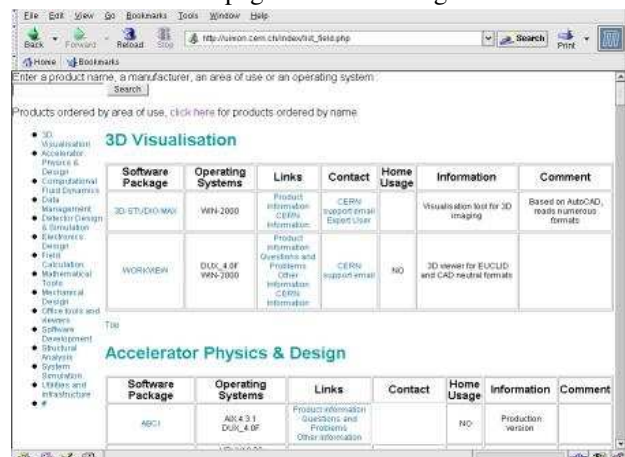 File Edit View Go Bookmarks Tools Window Help
Back Forward Reload Stop http://uimon.cern.ch/index/list_field.php Search Print
Home Bookmarks
Enter a product name, a manufacturer, an area of use or an operating system :
Search
Products ordered by area of use, click here for products ordered by name.
3D
Visualisation
Accelerator
Physics &
Design
Computational
Fluid Dynamics
Data
Management
Detector Design
& Simulation
Electronics
Design
Field
Calculation
Mathematical
Tools
Mechanical
Design
Office tools and
viewers
Software
Development
Structural
Analysis
System
Simulation
Utilities and
infrastructure
#
3D Visualisation
Software Package Operating Systems Links Contact Home Usage Information Comment
3D-STUDIO-MAX WIN-2000 Product Information CERN Information CERN support email Expert User Visualisation tool for 3D imaging Based on AutoCAD, reads numerous formats
WORKVIEW DUX_4.0F WIN-2000 Product Information Questions and Problems Other Information CERN Information CERN support email NO 3D viewer for EUCLID and CAD neutral formats
Top
Accelerator Physics & Design
Software Package Operating Systems Links Contact Home Usage Information Comment
ABCI AIX 4.3.1 DUX_4.0F Product information Questions and Problems Other information NO Production version